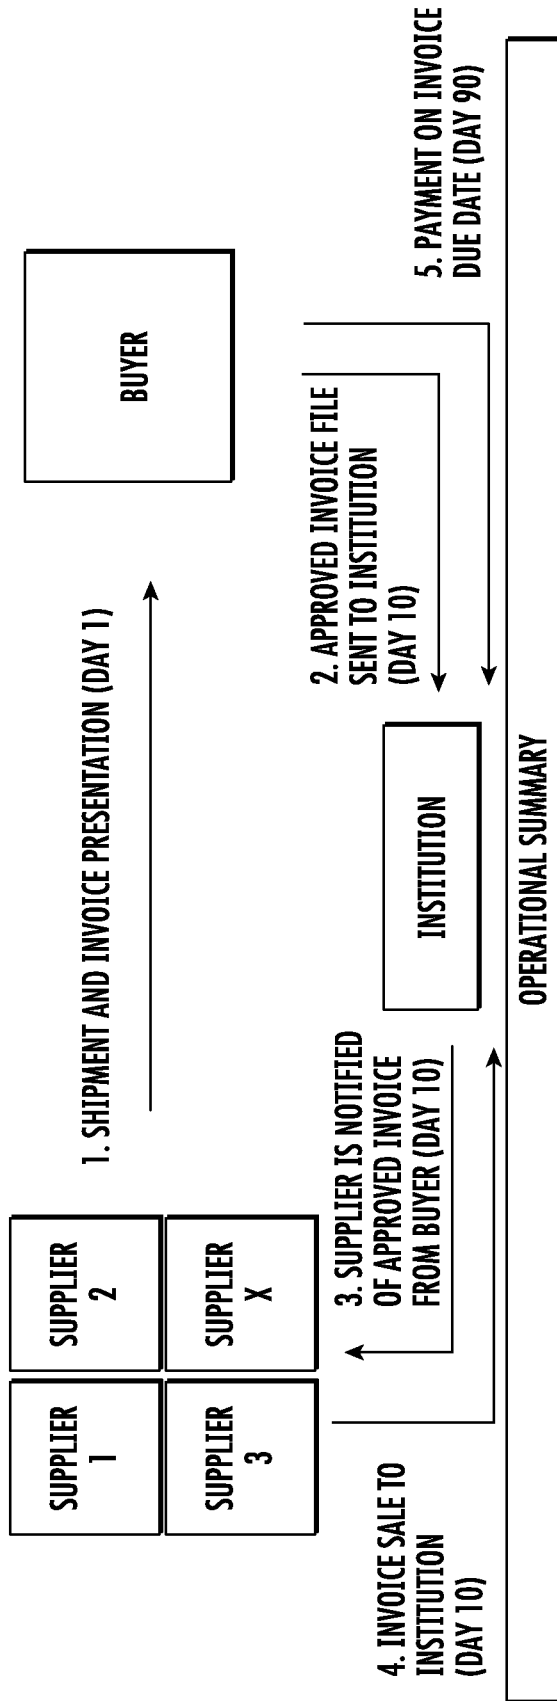 SUPPLIER
1
SUPPLIER
2
SUPPLIER
3
SUPPLIER
X
1. SHIPMENT AND INVOICE PRESENTATION (DAY 1)
BUYER
2. APPROVED INVOICE FILE
SENT TO INSTITUTION
(DAY 10)
3. SUPPLIER IS NOTIFIED
OF APPROVED INVOICE
FROM BUYER (DAY 10)
INSTITUTION
4. INVOICE SALE TO
INSTITUTION
(DAY 10)
5. PAYMENT ON INVOICE
DUE DATE (DAY 90)
OPERATIONAL SUMMARY